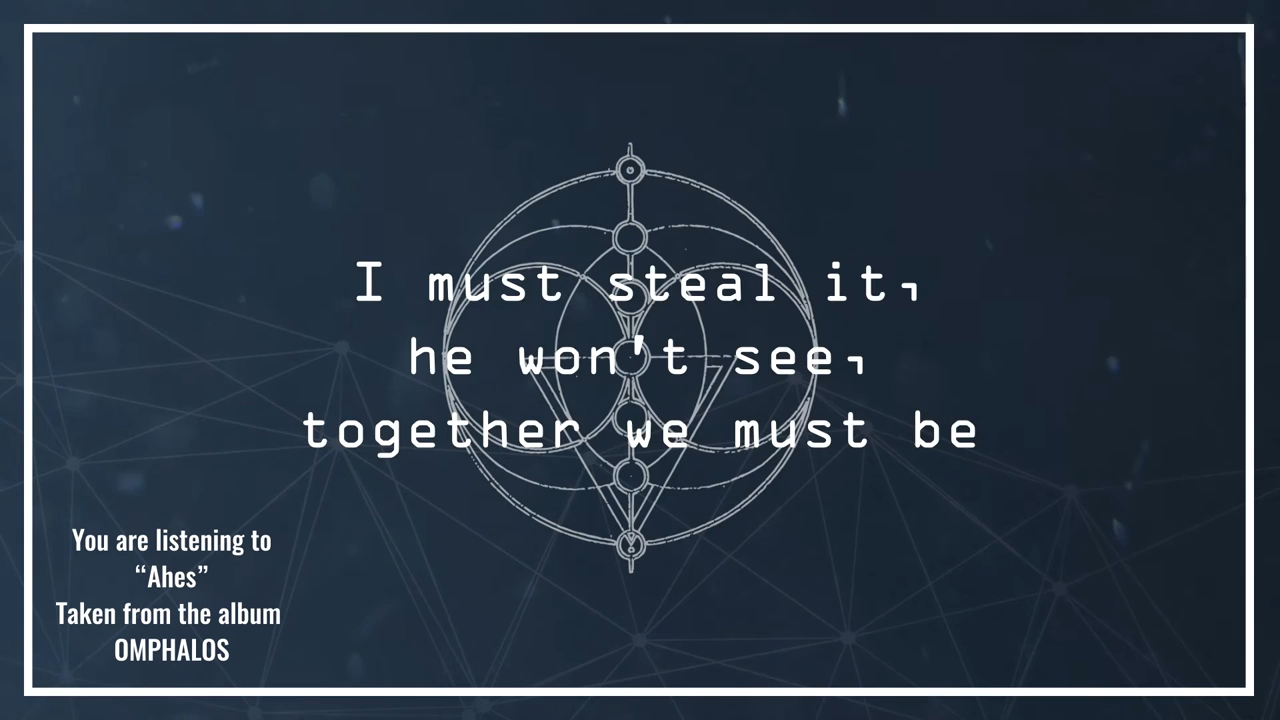 I must steal it,
he won't see,
together we must be
You are listening to
“Ahes”
Taken from the album
OMPHALOS